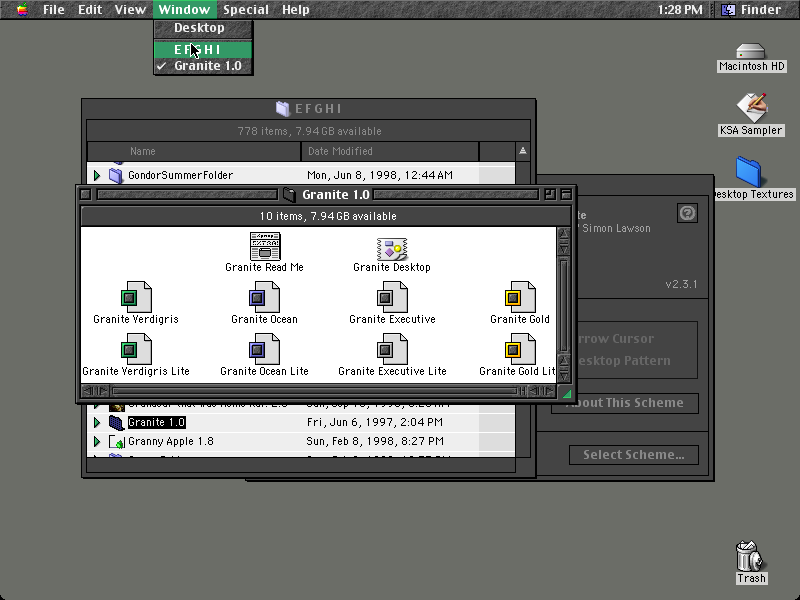 File Edit View Window Special Help 1:28 PM Finder
Desktop
E F G H I
✓ Granite 1.0
Macintosh HD
KSA Sampler
esktop Textures
Trash
E F G H I
778 items, 7.94 GB available
Name Date Modified
GondorSummerFolder Mon, Jun 8, 1998, 12:44 AM
Granite 1.0
10 items, 7.94 GB available
Granite Read Me Granite Desktop
Granite Verdigris Granite Ocean Granite Executive Granite Gold
Granite Verdigris Lite Granite Ocean Lite Granite Executive Lite Granite Gold Lit
Granite 1.0 Fri, Jun 6, 1997, 2:04 PM
Granny Apple 1.8 Sun, Feb 8, 1998, 8:27 PM
te
Simon Lawson
v2.3.1
rrow Cursor
esktop Pattern
About This Scheme
Select Scheme...